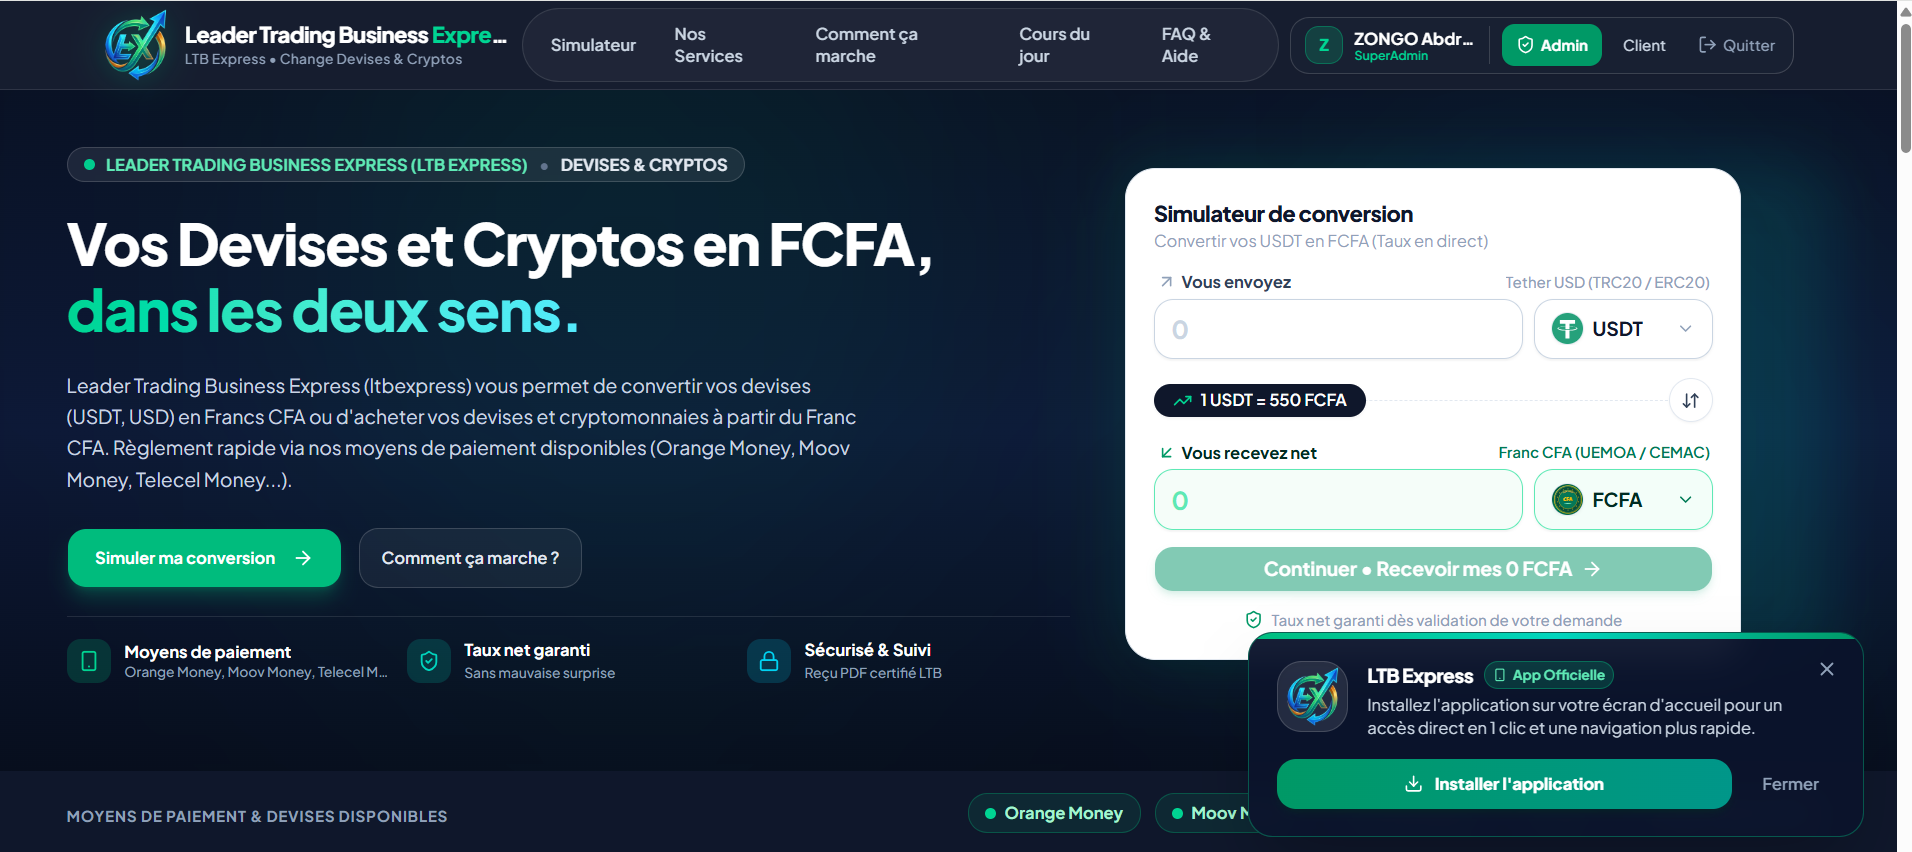 Leader Trading Business Expre...
LTB Express • Change Devises & Cryptos
Simulateur
Nos Services
Comment ça marche
Cours du jour
FAQ & Aide
Z
ZONGO Abdr...
SuperAdmin
Admin
Client
Quitter
LEADER TRADING BUSINESS EXPRESS (LTB EXPRESS) • DEVISES & CRYPTOS
Vos Devises et Cryptos en FCFA,
dans les deux sens.
Leader Trading Business Express (ltbexpress) vous permet de convertir vos devises
(USDT, USD) en Francs CFA ou d'acheter vos devises et cryptomonnaies à partir du Franc
CFA. Règlement rapide via nos moyens de paiement disponibles (Orange Money, Moov
Money, Telecel Money...).
Simuler ma conversion
Comment ça marche ?
Moyens de paiement
Orange Money, Moov Money, Telecel M...
Taux net garanti
Sans mauvaise surprise
Sécurisé & Suivi
Reçu PDF certifié LTB
Simulateur de conversion
Convertir vos USDT en FCFA (Taux en direct)
Vous envoyez
Tether USD (TRC20 / ERC20)
0
USDT
1 USDT = 550 FCFA
Vous recevez net
Franc CFA (UEMOA / CEMAC)
0
FCFA
Continuer • Recevoir mes 0 FCFA
Taux net garanti dès validation de votre demande
LTB Express
App Officielle
Installez l'application sur votre écran d'accueil pour un
accès direct en 1 clic et une navigation plus rapide.
Installer l'application
Fermer
MOYENS DE PAIEMENT & DEVISES DISPONIBLES
Orange Money
Moov